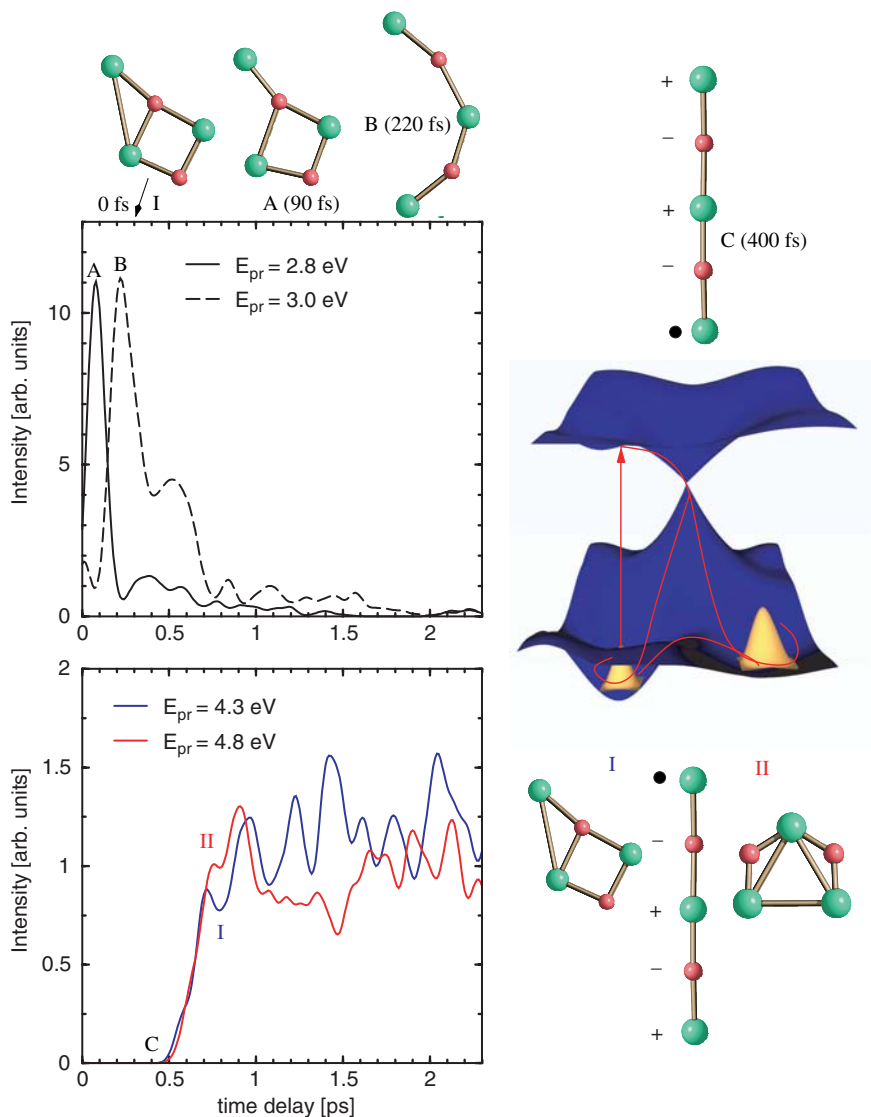 B (220 fs)
0 fs I
A (90 fs)
+
−
+
−
C (400 fs)
A B
E_pr = 2.8 eV
E_pr = 3.0 eV
10
5
0
Intensity [arb. units]
0 0.5 1 1.5 2
2
1.5
1
0.5
0
Intensity [arb. units]
E_pr = 4.3 eV
E_pr = 4.8 eV
II
I
C
0 0.5 1 1.5 2
time delay [ps]
I II
−
+
−
+